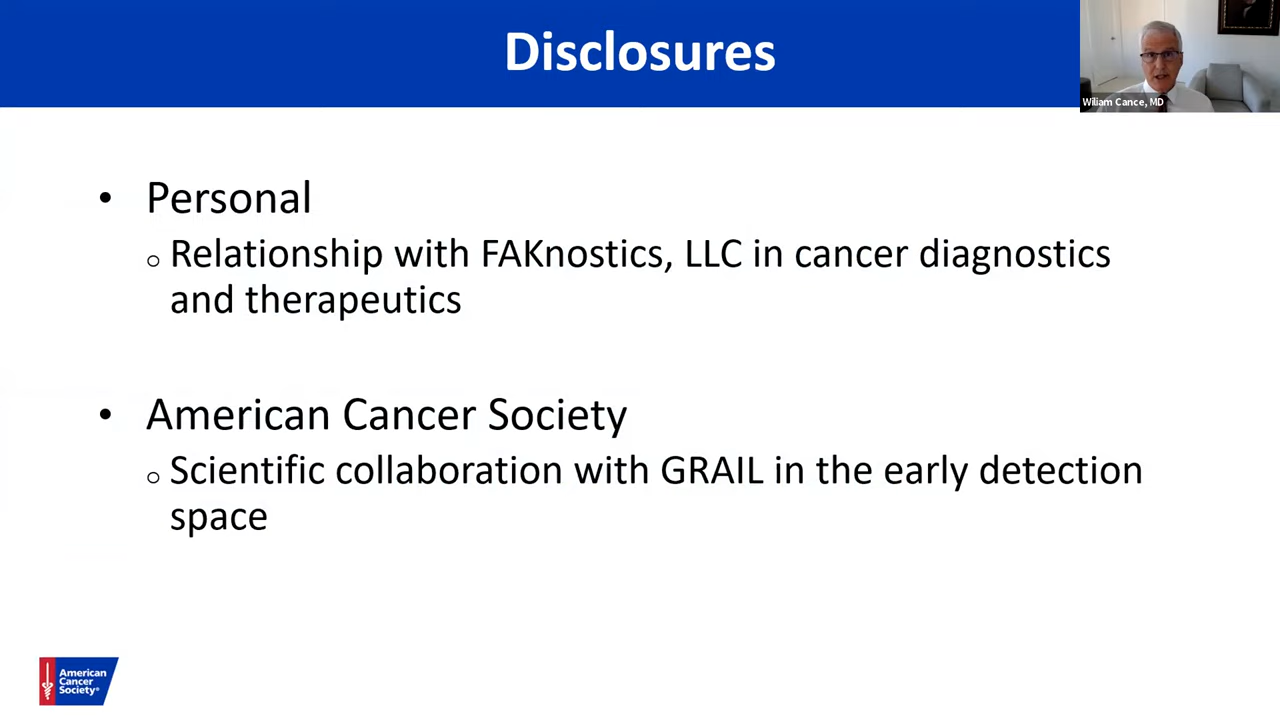 Disclosures
Wiliam Cance, MD
• Personal
o Relationship with FAKnostics, LLC in cancer diagnostics
and therapeutics
• American Cancer Society
o Scientific collaboration with GRAIL in the early detection
space
American
Cancer
Society®